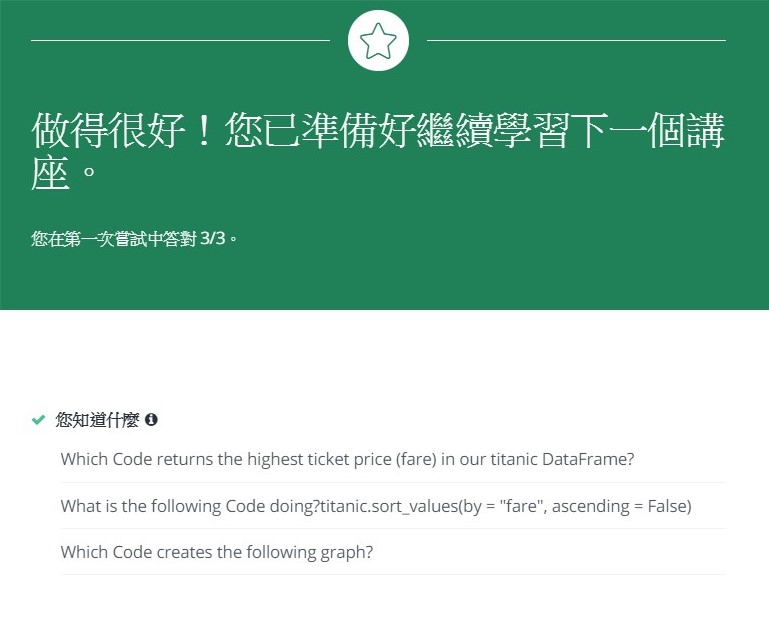 做得很好！您已準備好繼續學習下一個講
座。
您在第一次嘗試中答對 3/3。
您知道什麼
Which Code returns the highest ticket price (fare) in our titanic DataFrame?
What is the following Code doing?titanic.sort_values(by = "fare", ascending = False)
Which Code creates the following graph?